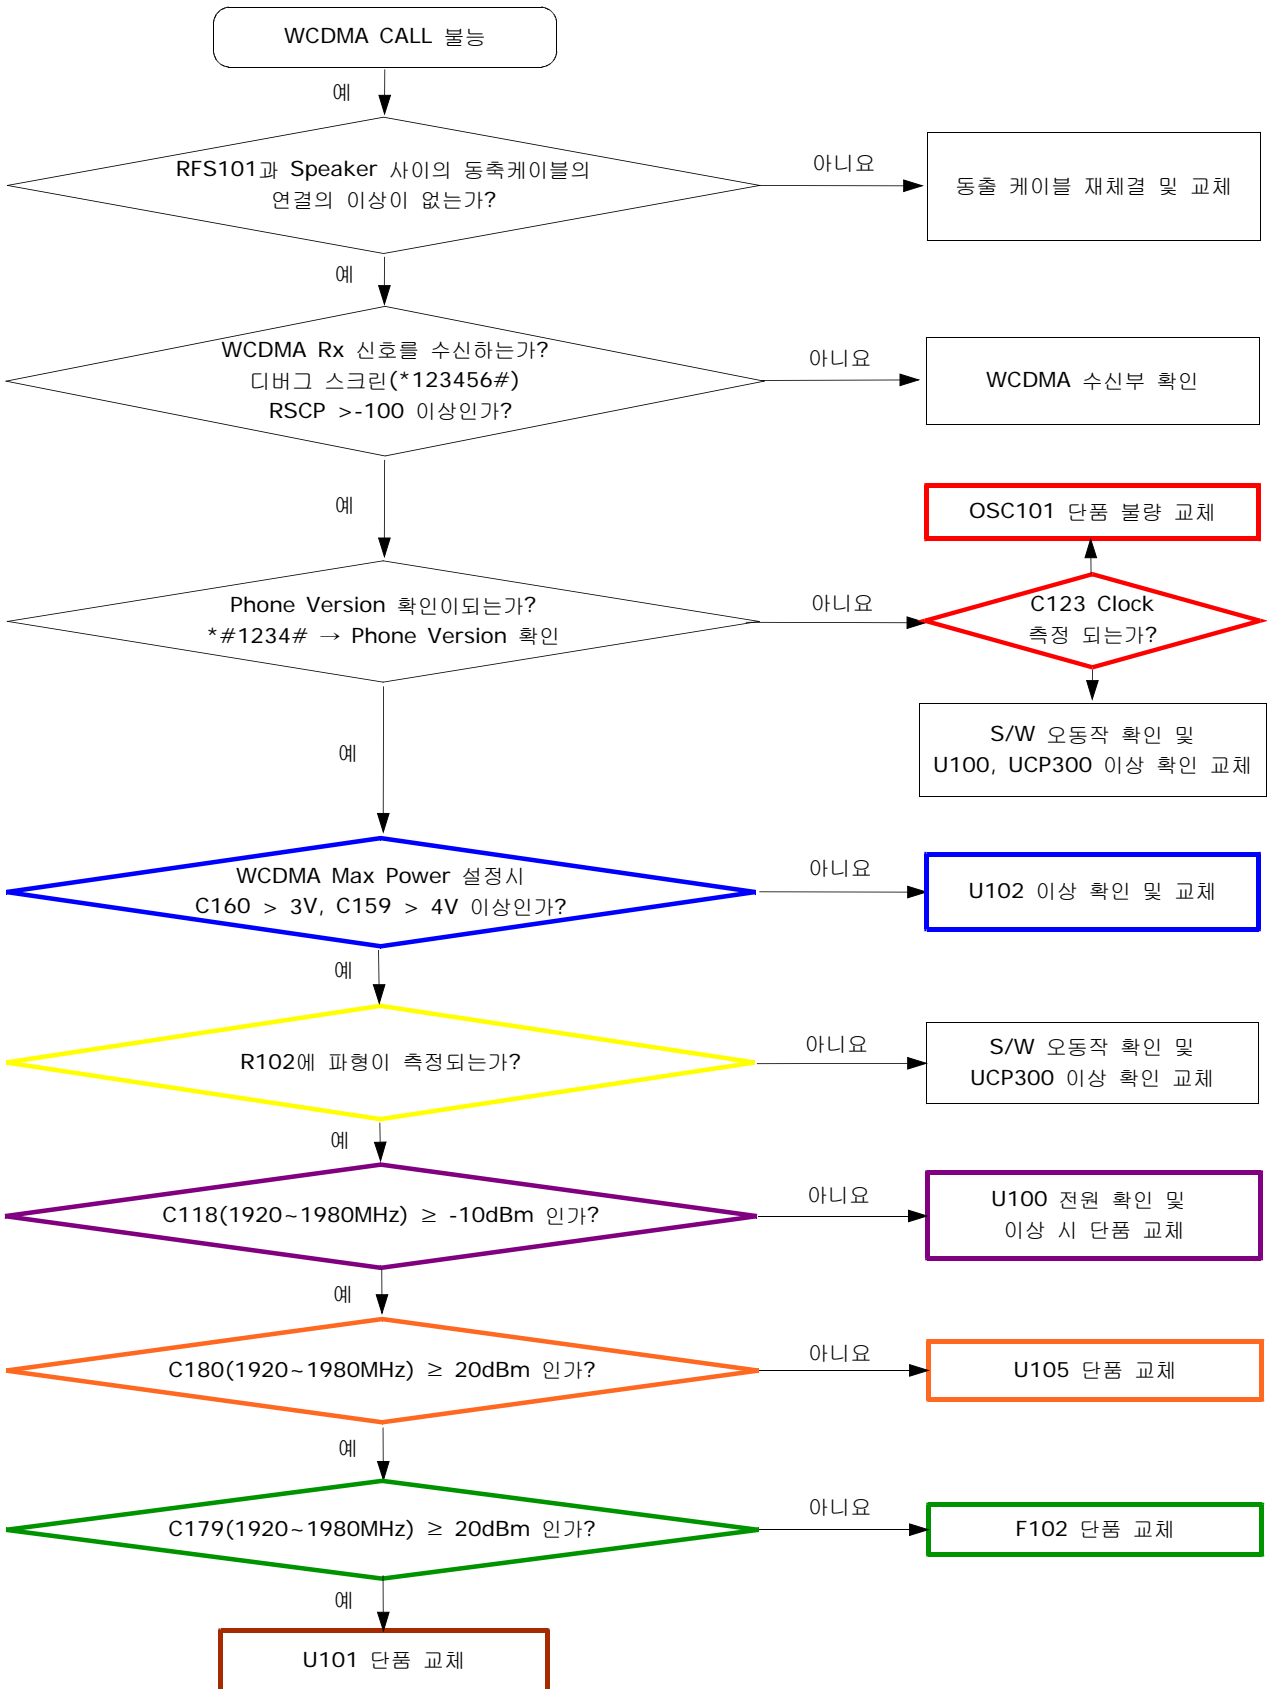 WCDMA CALL 불능
예
RFS101과 Speaker 사이의 동축케이블의
연결의 이상이 없는가?
아니요
동출 케이블 재체결 및 교체
예
WCDMA Rx 신호를 수신하는가?
디버그 스크린(*123456#)
RSCP >-100 이상인가?
아니요
WCDMA 수신부 확인
예
OSC101 단품 불량 교체
Phone Version 확인이되는가?
*#1234# → Phone Version 확인
아니요
C123 Clock
측정 되는가?
S/W 오동작 확인 및
U100, UCP300 이상 확인 교체
예
WCDMA Max Power 설정시
C160 > 3V, C159 > 4V 이상인가?
아니요
U102 이상 확인 및 교체
예
R102에 파형이 측정되는가?
아니요
S/W 오동작 확인 및
UCP300 이상 확인 교체
예
C118(1920~1980MHz) ≥ -10dBm 인가?
아니요
U100 전원 확인 및
이상 시 단품 교체
예
C180(1920~1980MHz) ≥ 20dBm 인가?
아니요
U105 단품 교체
예
C179(1920~1980MHz) ≥ 20dBm 인가?
아니요
F102 단품 교체
예
U101 단품 교체